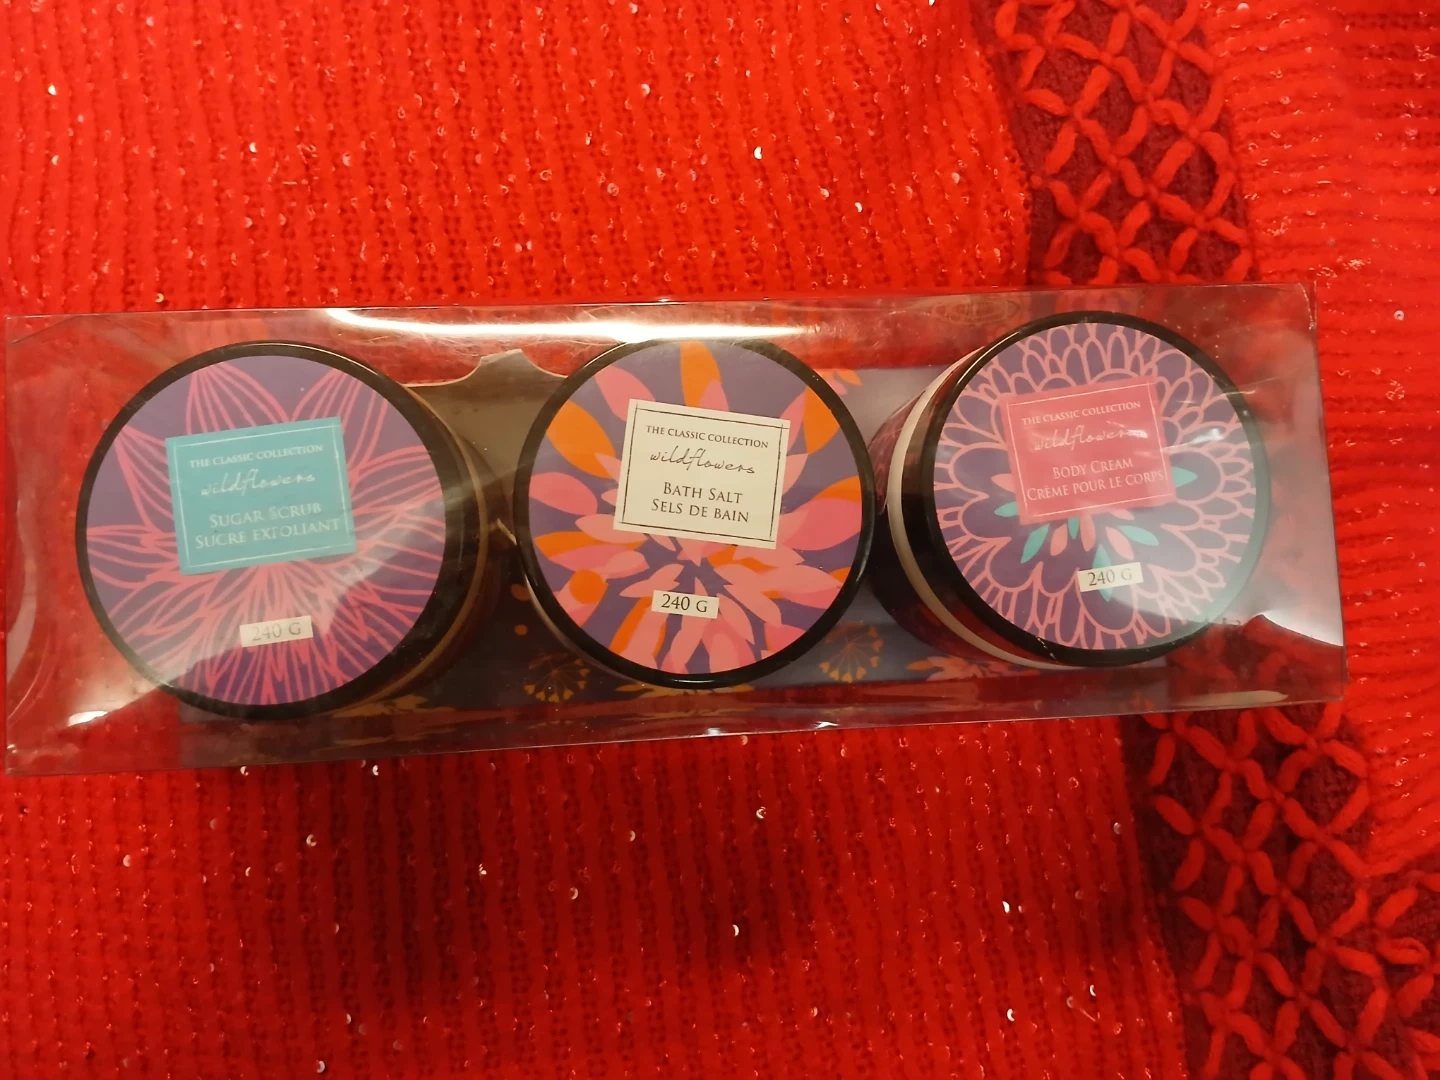 THE CLASSIC COLLECTION
wildflowers
SUGAR SCRUB
SUCRE EXFOLIANT
240 G
THE CLASSIC COLLECTION
wildflowers
BATH SALT
SELS DE BAIN
240 G
THE CLASSIC COLLECTION
wildflowers
BODY CREAM
CRÈME POUR LE CORPS
240 G